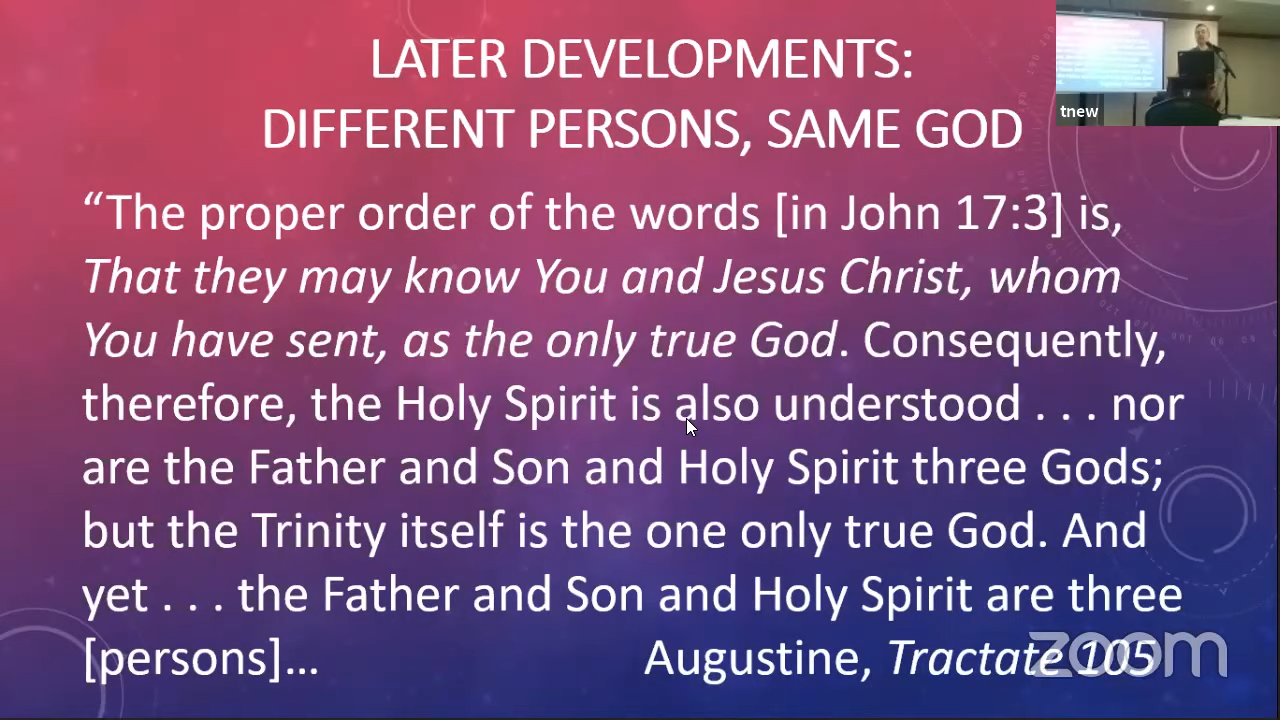 LATER DEVELOPMENTS:
DIFFERENT PERSONS, SAME GOD
tnew
“The proper order of the words [in John 17:3] is,
That they may know You and Jesus Christ, whom
You have sent, as the only true God. Consequently,
therefore, the Holy Spirit is also understood . . . nor
are the Father and Son and Holy Spirit three Gods;
but the Trinity itself is the one only true God. And
yet . . . the Father and Son and Holy Spirit are three
[persons]… Augustine, Tractate 105
zoom